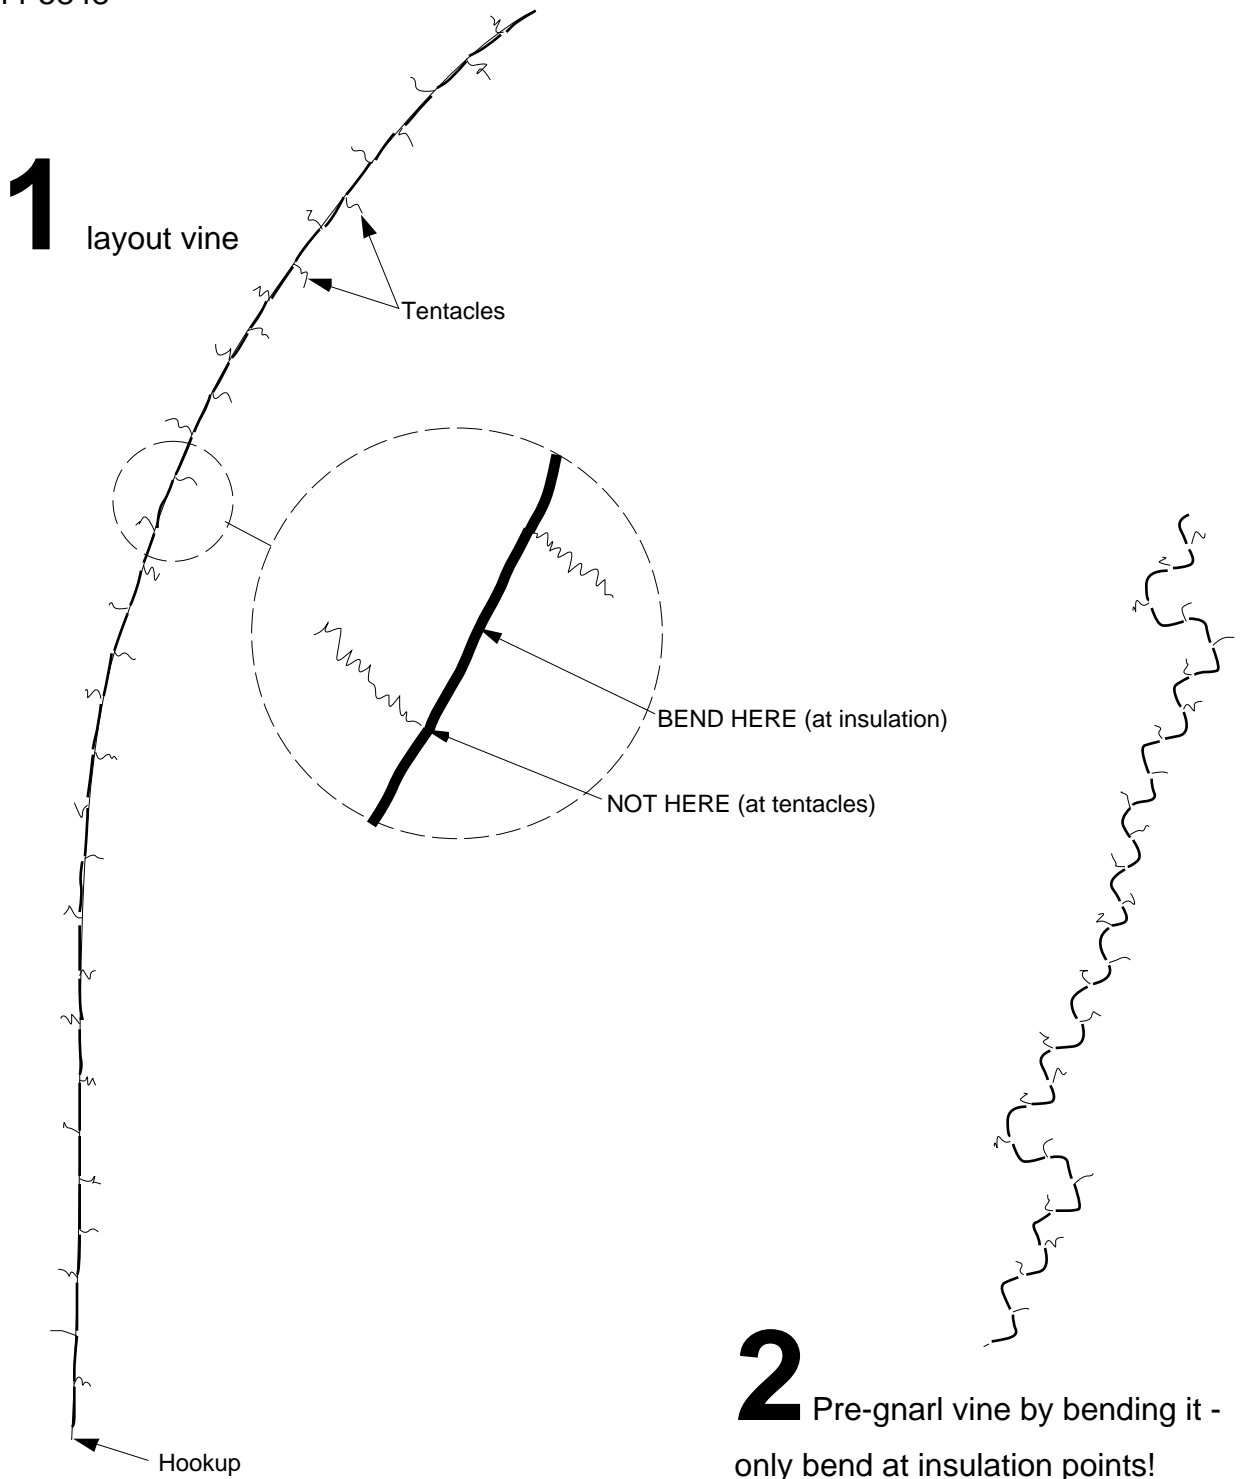 1 layout vine
Tentacles
BEND HERE (at insulation)
NOT HERE (at tentacles)
Hookup
2 Pre-gnarl vine by bending it -
only bend at insulation points!